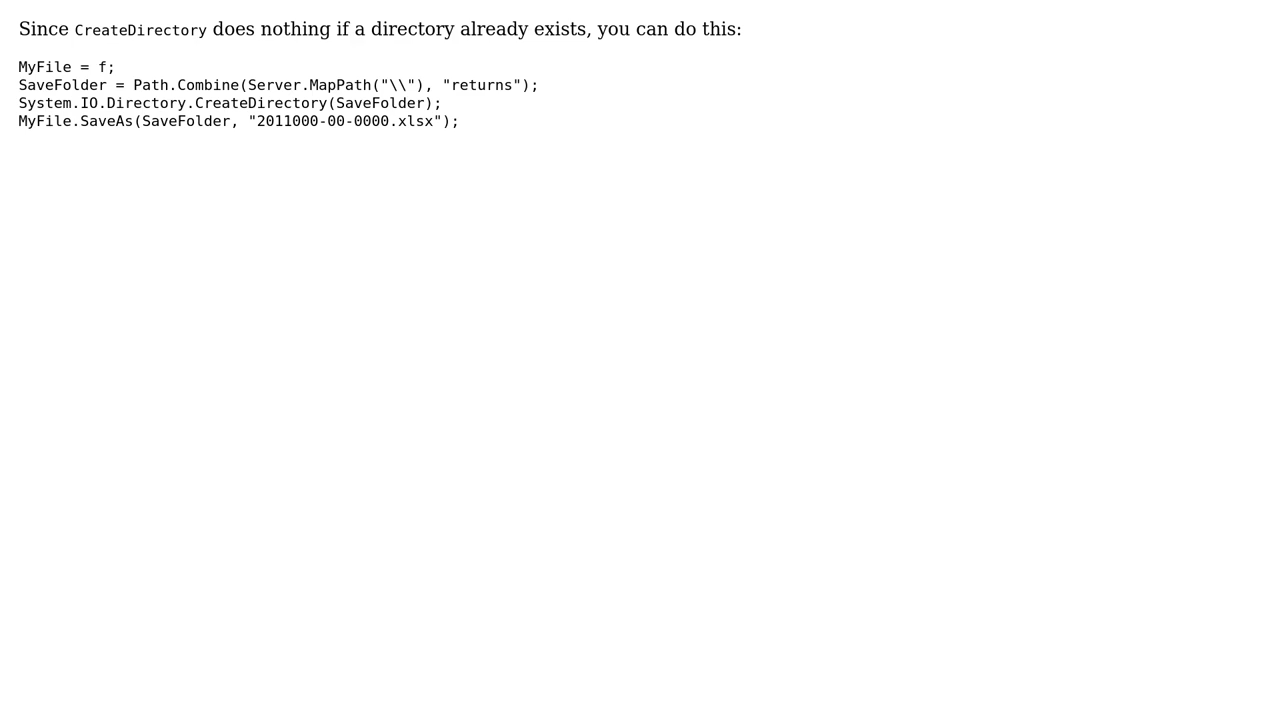 Since CreateDirectory does nothing if a directory already exists, you can do this:
MyFile = f;
SaveFolder = Path.Combine(Server.MapPath("\\"), "returns");
System.IO.Directory.CreateDirectory(SaveFolder);
MyFile.SaveAs(SaveFolder, "2011000-00-0000.xlsx");